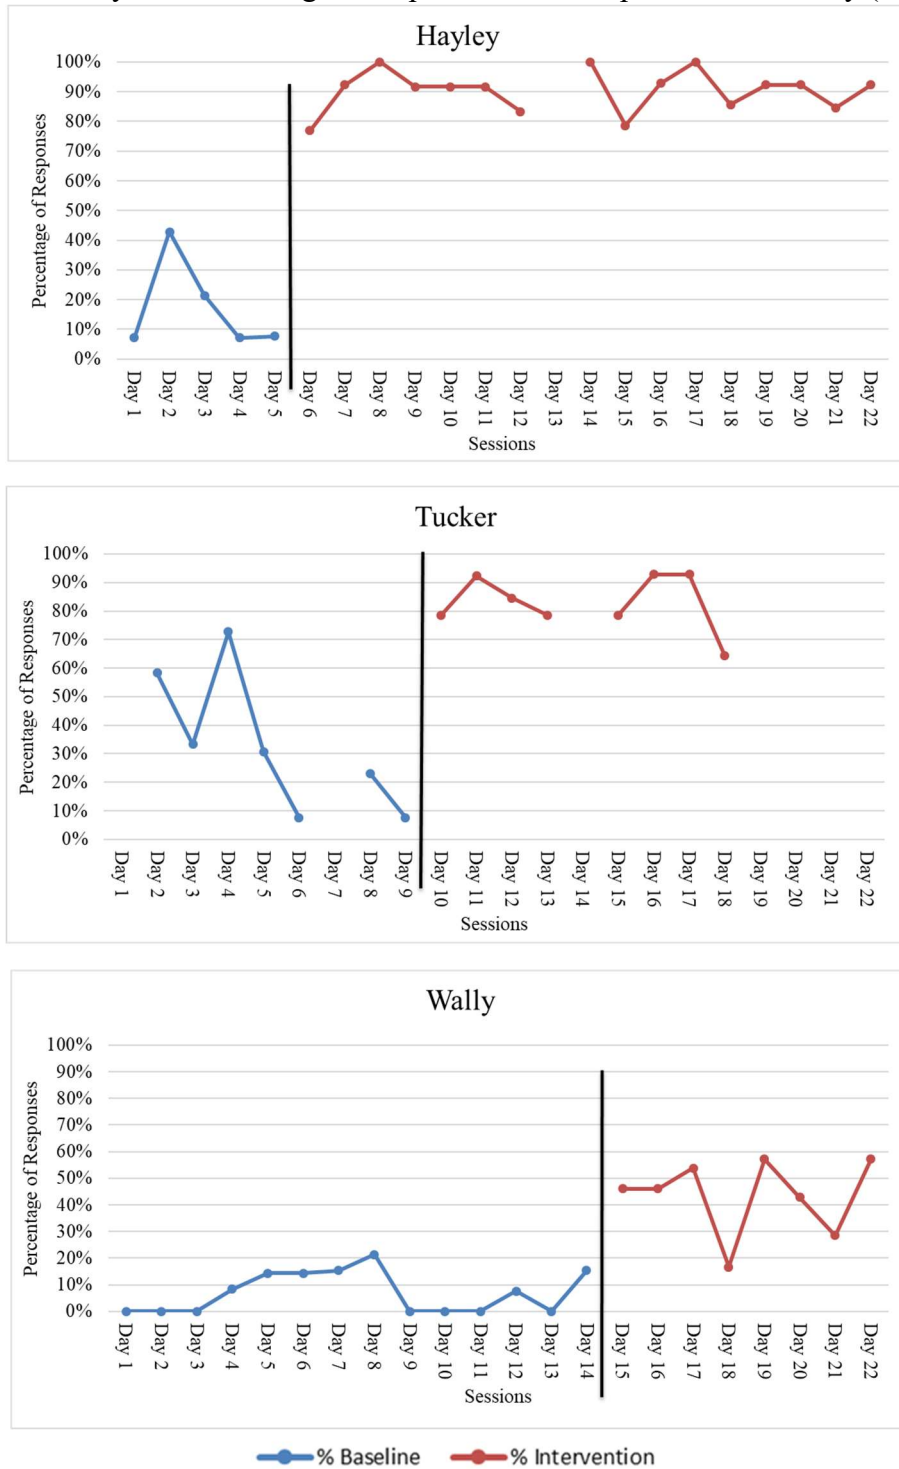 Hayley
100%
90%
80%
70%
60%
50%
40%
30%
20%
10%
0%
Percentage of Responses
Day 1
Day 2
Day 3
Day 4
Day 5
Day 6
Day 7
Day 8
Day 9
Day 10
Day 11
Day 12
Day 13
Day 14
Day 15
Day 16
Day 17
Day 18
Day 19
Day 20
Day 21
Day 22
Sessions
Tucker
100%
90%
80%
70%
60%
50%
40%
30%
20%
10%
0%
Percentage of Responses
Day 1
Day 2
Day 3
Day 4
Day 5
Day 6
Day 7
Day 8
Day 9
Day 10
Day 11
Day 12
Day 13
Day 14
Day 15
Day 16
Day 17
Day 18
Day 19
Day 20
Day 21
Day 22
Sessions
Wally
100%
90%
80%
70%
60%
50%
40%
30%
20%
10%
0%
Percentage of Responses
Day 1
Day 2
Day 3
Day 4
Day 5
Day 6
Day 7
Day 8
Day 9
Day 10
Day 11
Day 12
Day 13
Day 14
Day 15
Day 16
Day 17
Day 18
Day 19
Day 20
Day 21
Day 22
Sessions
% Baseline % Intervention